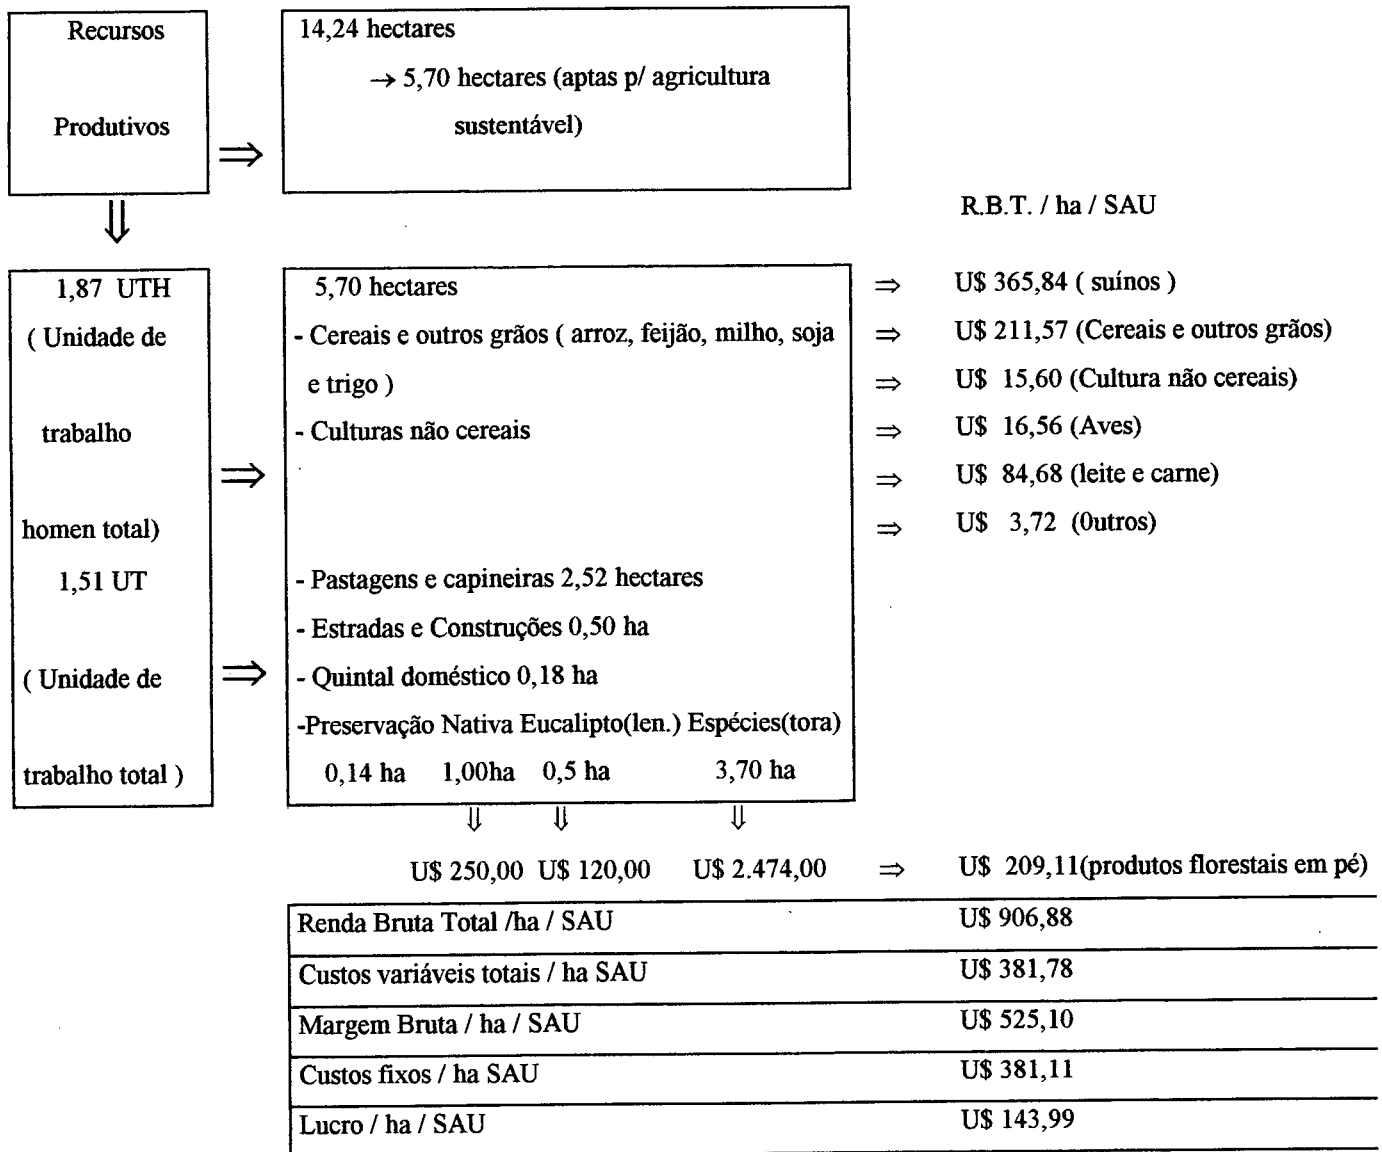 Recursos
Produtivos
⇒
14,24 hectares
→ 5,70 hectares (aptas p/ agricultura
sustentável)
⇓
R.B.T. / ha / SAU
1,87 UTH
( Unidade de
trabalho
homen total)
1,51 UT
( Unidade de
trabalho total )
⇒
⇒
5,70 hectares
- Cereais e outros grãos ( arroz, feijão, milho, soja
e trigo )
- Culturas não cereais
- Pastagens e capineiras 2,52 hectares
- Estradas e Construções 0,50 ha
- Quintal doméstico 0,18 ha
-Preservação Nativa Eucalipto(len.) Espécies(tora)
0,14 ha 1,00ha 0,5 ha 3,70 ha
⇒ U$ 365,84 ( suínos )
⇒ U$ 211,57 (Cereais e outros grãos)
⇒ U$ 15,60 (Cultura não cereais)
⇒ U$ 16,56 (Aves)
⇒ U$ 84,68 (leite e carne)
⇒ U$ 3,72 (0utros)
⇓ ⇓ ⇓
U$ 250,00 U$ 120,00 U$ 2.474,00 ⇒ U$ 209,11(produtos florestais em pé)
Renda Bruta Total /ha / SAU U$ 906,88
Custos variáveis totais / ha SAU U$ 381,78
Margem Bruta / ha / SAU U$ 525,10
Custos fixos / ha SAU U$ 381,11
Lucro / ha / SAU U$ 143,99